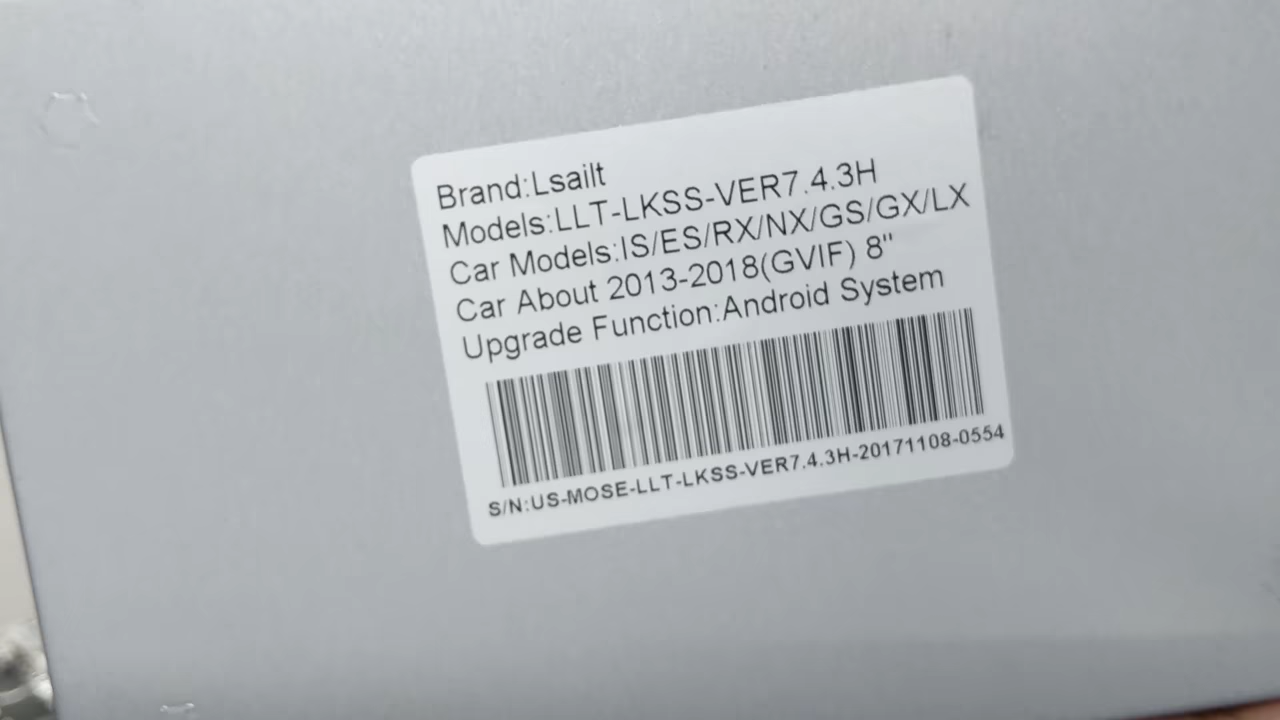 Brand:Lsailt
Models:LLT-LKSS-VER7.4.3H
Car Models:IS/ES/RX/NX/GS/GX/LX
Car About 2013-2018(GVIF) 8"
Upgrade Function:Android System
S/N:US-MOSE-LLT-LKSS-VER7.4.3H-20171108-0554